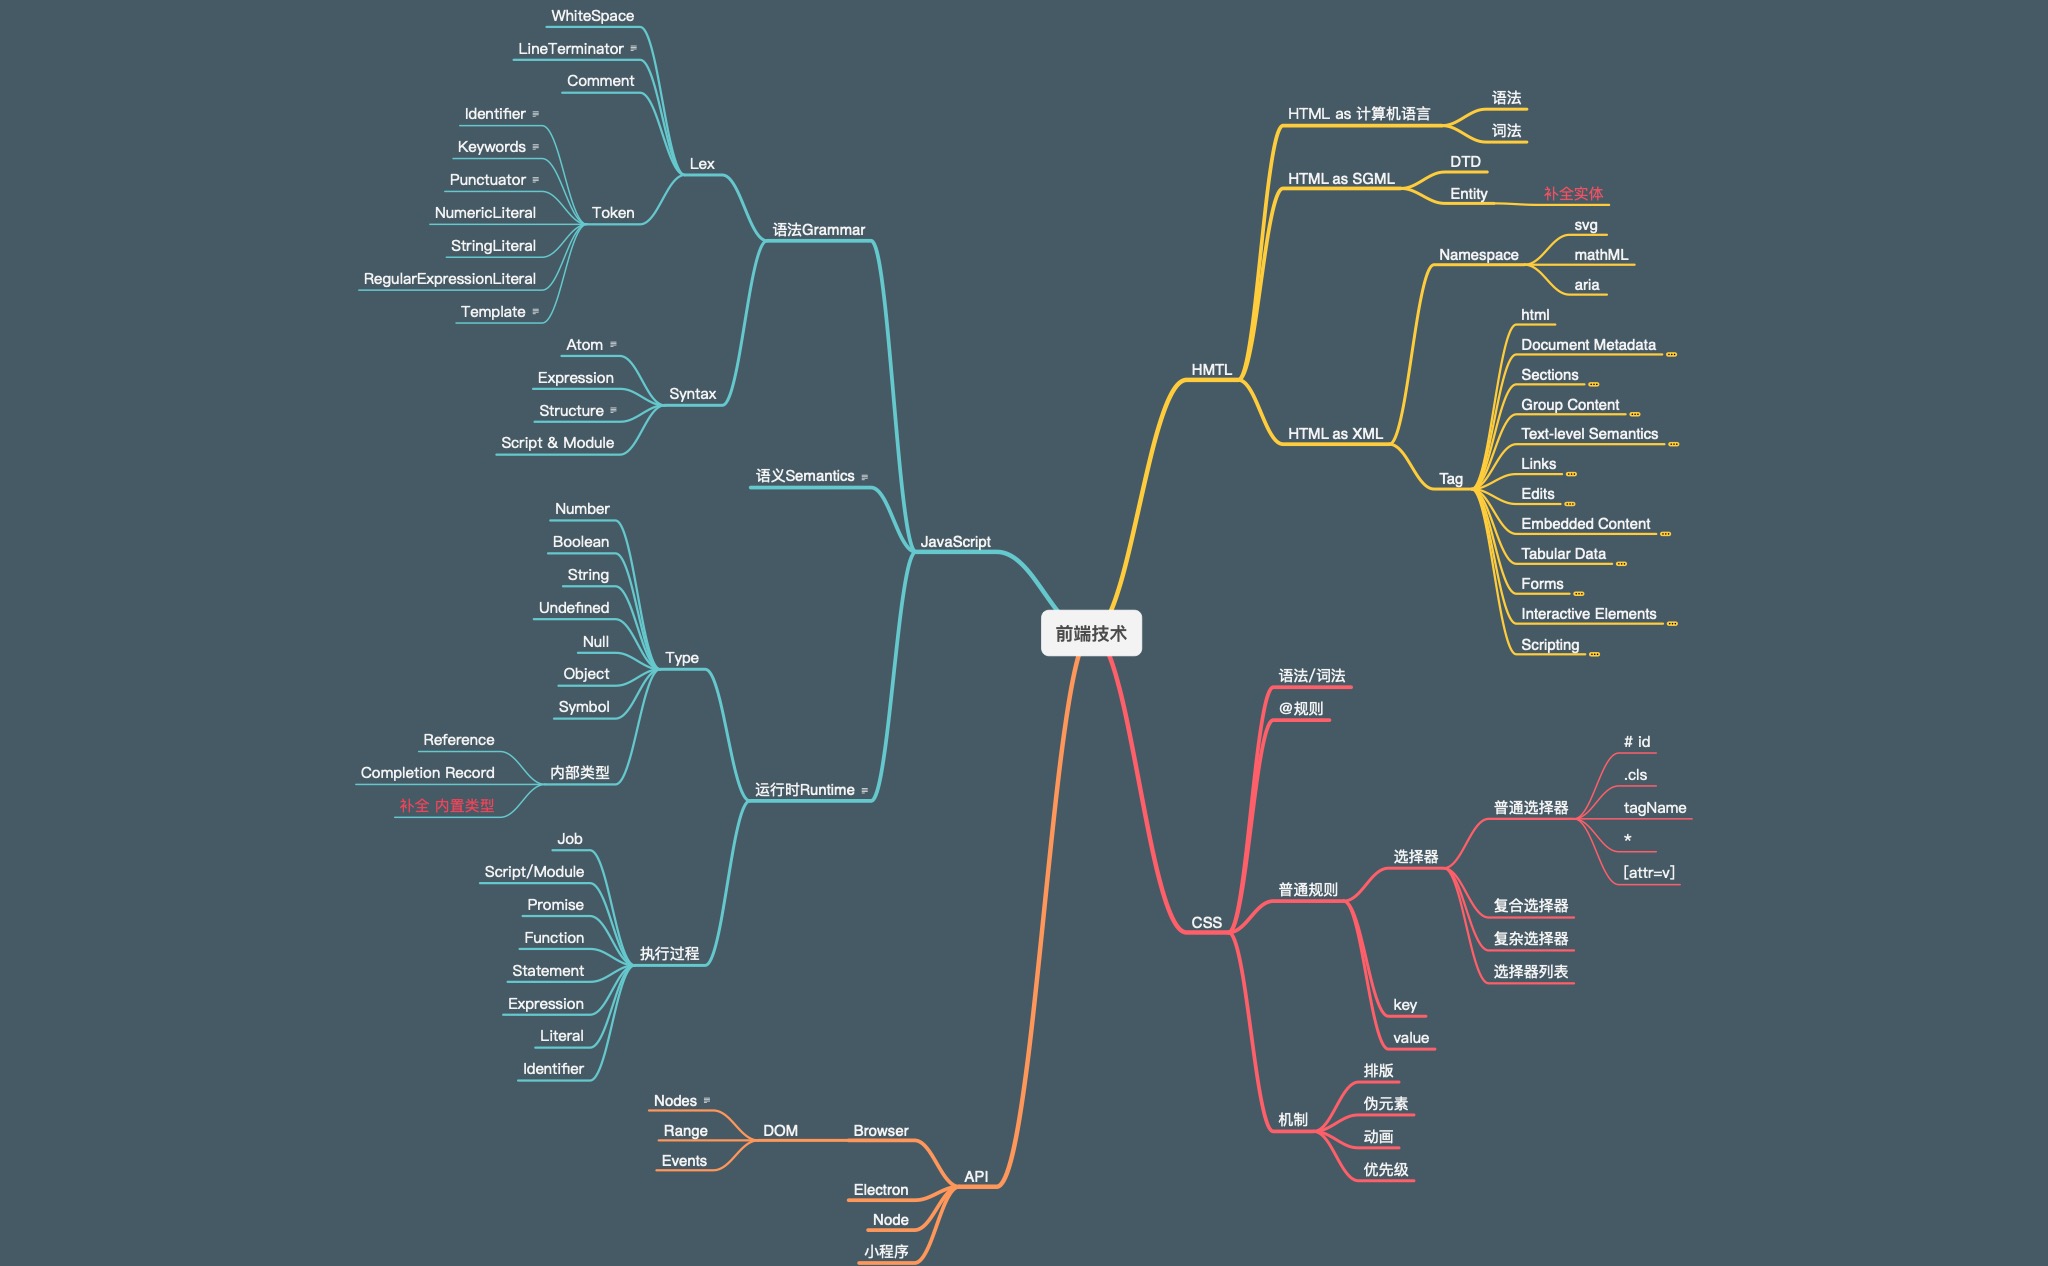 前端技术
JavaScript
语法Grammar
Lex
WhiteSpace
LineTerminator
Comment
Token
Identifier
Keywords
Punctuator
NumericLiteral
StringLiteral
RegularExpressionLiteral
Template
Syntax
Atom
Expression
Structure
Script & Module
语义Semantics
运行时Runtime
Type
Number
Boolean
String
Undefined
Null
Object
Symbol
内部类型
Reference
Completion Record
补全 内置类型
执行过程
Job
Script/Module
Promise
Function
Statement
Expression
Literal
Identifier
API
Browser
DOM
Nodes
Range
Events
Electron
Node
小程序
HMTL
HTML as 计算机语言
语法
词法
HTML as SGML
DTD
Entity
补全实体
HTML as XML
Namespace
svg
mathML
aria
Tag
html
Document Metadata
Sections
Group Content
Text-level Semantics
Links
Edits
Embedded Content
Tabular Data
Forms
Interactive Elements
Scripting
CSS
语法/词法
@规则
普通规则
选择器
普通选择器
# id
.cls
tagName
*
[attr=v]
复合选择器
复杂选择器
选择器列表
key
value
机制
排版
伪元素
动画
优先级